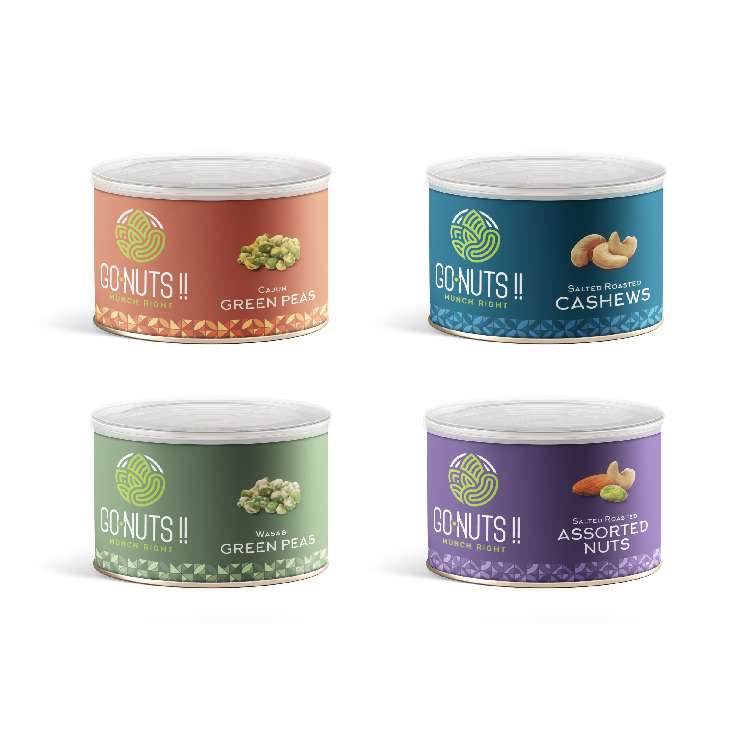 GO·NUTS !!
MUNCH RIGHT
CAJUN
GREEN PEAS
GO·NUTS !!
MUNCH RIGHT
SALTED ROASTED
CASHEWS
GO·NUTS !!
MUNCH RIGHT
WASABI
GREEN PEAS
GO·NUTS !!
MUNCH RIGHT
SALTED ROASTED
ASSORTED
NUTS